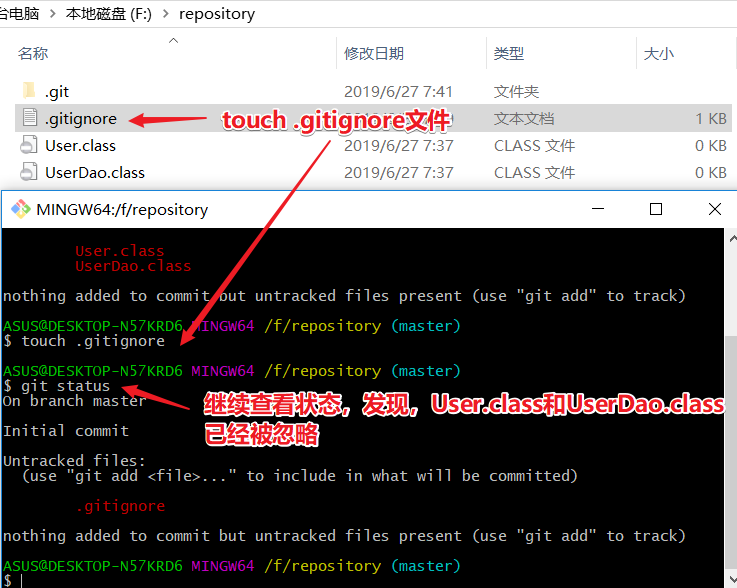 台电脑 > 本地磁盘 (F:) > repository
名称 修改日期 类型 大小
.git 2019/6/27 7:41 文件夹
.gitignore touch .gitignore文件 文本文档 1 KB
User.class 2019/6/27 7:37 CLASS 文件 0 KB
UserDao.class 2019/6/27 7:37 CLASS 文件 0 KB
MINGW64:/f/repository
User.class
UserDao.class
nothing added to commit but untracked files present (use "git add" to track)
ASUS@DESKTOP-N57KRD6 MINGW64 /f/repository (master)
$ touch .gitignore
ASUS@DESKTOP-N57KRD6 MINGW64 /f/repository (master)
$ git status
On branch master
继续查看状态，发现，User.class和UserDao.class
已经被忽略
Initial commit
Untracked files:
(use "git add <file>..." to include in what will be committed)
.gitignore
nothing added to commit but untracked files present (use "git add" to track)
ASUS@DESKTOP-N57KRD6 MINGW64 /f/repository (master)
$